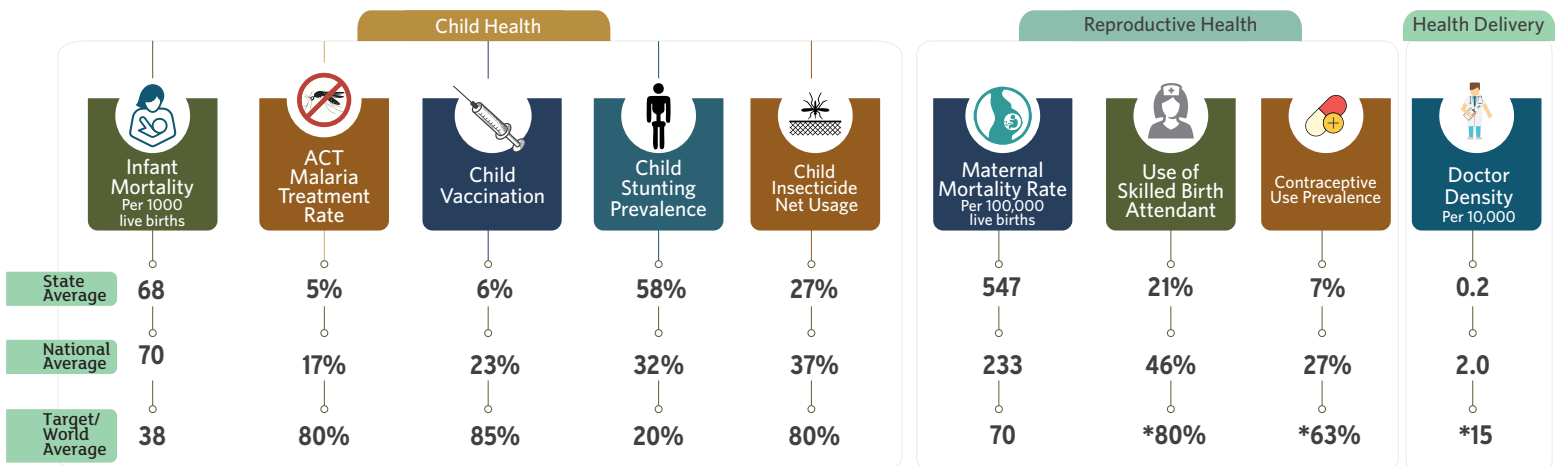 Child Health
Reproductive Health
Health Delivery
Infant
Mortality
Per 1000
live births
ACT
Malaria
Treatment
Rate
Child
Vaccination
Child
Stunting
Prevalence
Child
Insecticide
Net Usage
Maternal
Mortality Rate
Per 100,000
live births
Use of
Skilled Birth
Attendant
Contraceptive
Use Prevalence
Doctor
Density
Per 10,000
State
Average
68 5% 6% 58% 27% 547 21% 7% 0.2
National
Average
70 17% 23% 32% 37% 233 46% 27% 2.0
Target/
World
Average
38 80% 85% 20% 80% 70 *80% *63% *15